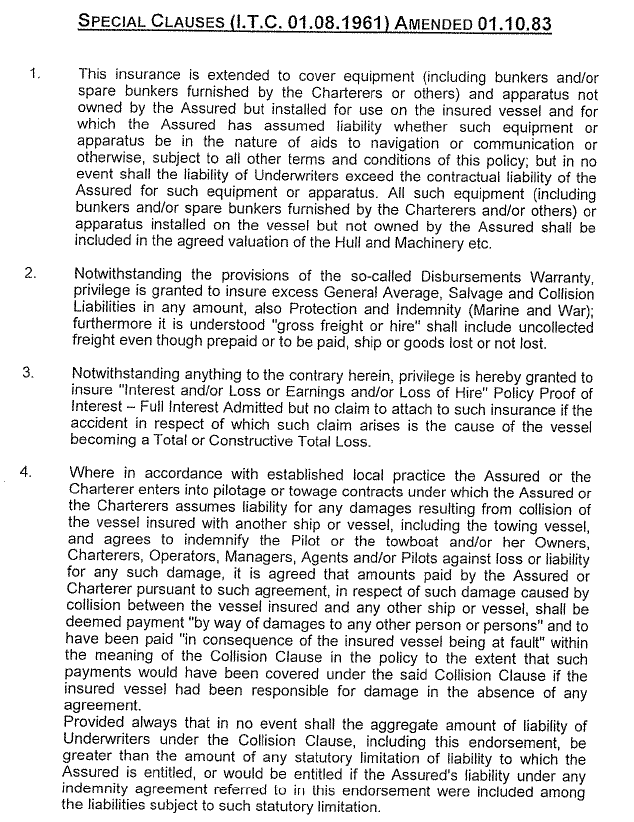 SPECIAL CLAUSES (I.T.C. 01.08.1961) AMENDED 01.10.83
1. This insurance is extended to cover equipment (including bunkers and/or
spare bunkers furnished by the Charterers or others) and apparatus not
owned by the Assured but installed for use on the insured vessel and for
which the Assured has assumed liability whether such equipment or
apparatus be in the nature of aids to navigation or communication or
otherwise, subject to all other terms and conditions of this policy; but in no
event shall the liability of Underwriters exceed the contractual liability of the
Assured for such equipment or apparatus. All such equipment (including
bunkers and/or spare bunkers furnished by the Charterers and/or others) or
apparatus installed on the vessel but not owned by the Assured shall be
included in the agreed valuation of the Hull and Machinery etc.
2. Notwithstanding the provisions of the so-called Disbursements Warranty,
privilege is granted to insure excess General Average, Salvage and Collision
Liabilities in any amount, also Protection and Indemnity (Marine and War);
furthermore it is understood "gross freight or hire" shall include uncollected
freight even though prepaid or to be paid, ship or goods lost or not lost.
3. Notwithstanding anything to the contrary herein, privilege is hereby granted to
insure "Interest and/or Loss or Earnings and/or Loss of Hire" Policy Proof of
Interest – Full Interest Admitted but no claim to attach to such insurance if the
accident in respect of which such claim arises is the cause of the vessel
becoming a Total or Constructive Total Loss.
4. Where in accordance with established local practice the Assured or the
Charterer enters into pilotage or towage contracts under which the Assured or
the Charterers assumes liability for any damages resulting from collision of
the vessel insured with another ship or vessel, including the towing vessel,
and agrees to indemnify the Pilot or the towboat and/or her Owners,
Charterers, Operators, Managers, Agents and/or Pilots against loss or liability
for any such damage, it is agreed that amounts paid by the Assured or
Charterer pursuant to such agreement, in respect of such damage caused by
collision between the vessel insured and any other ship or vessel, shall be
deemed payment "by way of damages to any other person or persons" and to
have been paid "in consequence of the insured vessel being at fault" within
the meaning of the Collision Clause in the policy to the extent that such
payments would have been covered under the said Collision Clause if the
insured vessel had been responsible for damage in the absence of any
agreement.
Provided always that in no event shall the aggregate amount of liability of
Underwriters under the Collision Clause, including this endorsement, be
greater than the amount of any statutory limitation of liability to which the
Assured is entitled, or would be entitled if the Assured's liability under any
indemnity agreement referred to in this endorsement were included among
the liabilities subject to such statutory limitation.